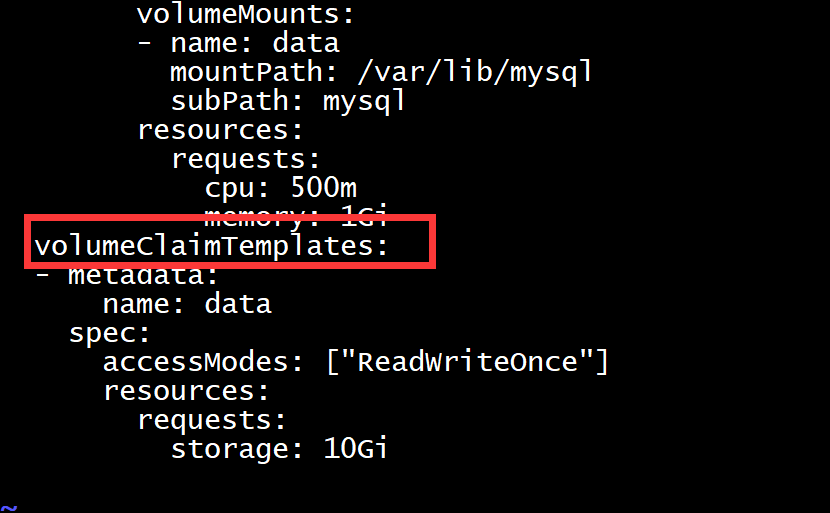 volumeMounts:
- name: data
mountPath: /var/lib/mysql
subPath: mysql
resources:
requests:
cpu: 500m
memory: 1Gi
volumeClaimTemplates:
- metadata:
name: data
spec:
accessModes: ["ReadWriteOnce"]
resources:
requests:
storage: 10Gi
~